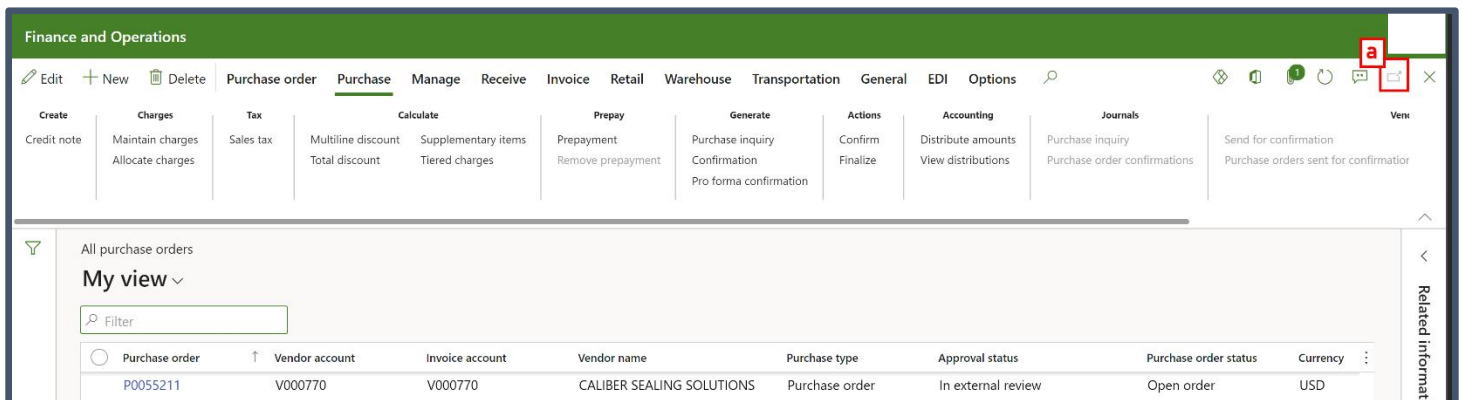 Finance and Operations
a
Edit New Delete Purchase order Purchase Manage Receive Invoice Retail Warehouse Transportation General EDI Options 1
Create Charges Tax Calculate Prepay Generate Actions Accounting Journals
Credit note Maintain charges Sales tax Multiline discount Supplementary items Prepayment Purchase inquiry Confirm Distribute amounts Purchase inquiry Send for confirmation
Allocate charges Total discount Tiered charges Remove prepayment Confirmation Finalize View distributions Purchase order confirmations Purchase orders sent for
Pro forma confirmation
All purchase orders
My view
Filter
Related
Purchase order Vendor account Invoice account Vendor name Purchase type Approval status Purchase order status Currency
P0055211 V000770 V000770 CALIBER SEALING SOLUTIONS Purchase order In external review Open order USD